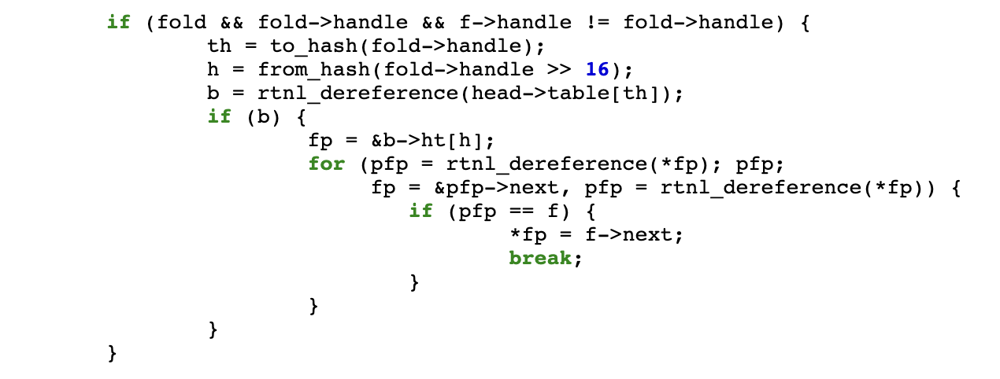 if (fold && fold->handle && f->handle != fold->handle) {
th = to_hash(fold->handle);
h = from_hash(fold->handle >> 16);
b = rtnl_dereference(head->table[th]);
if (b) {
fp = &b->ht[h];
for (pfp = rtnl_dereference(*fp); pfp;
fp = &pfp->next, pfp = rtnl_dereference(*fp)) {
if (pfp == f) {
*fp = f->next;
break;
}
}
}
}